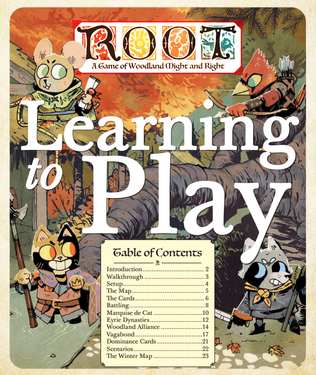 ROOT
A Game of Woodland Might and Right
Learning
to Play
Table of Contents
Introduction 2
Walkthrough 3
Setup 4
The Map 5
The Cards 6
Battling 8
Marquise de Cat 10
Eyrie Dynasties 12
Woodland Alliance 14
Vagabond 17
Dominance Cards 21
Scenarios 22
The Winter Map 23